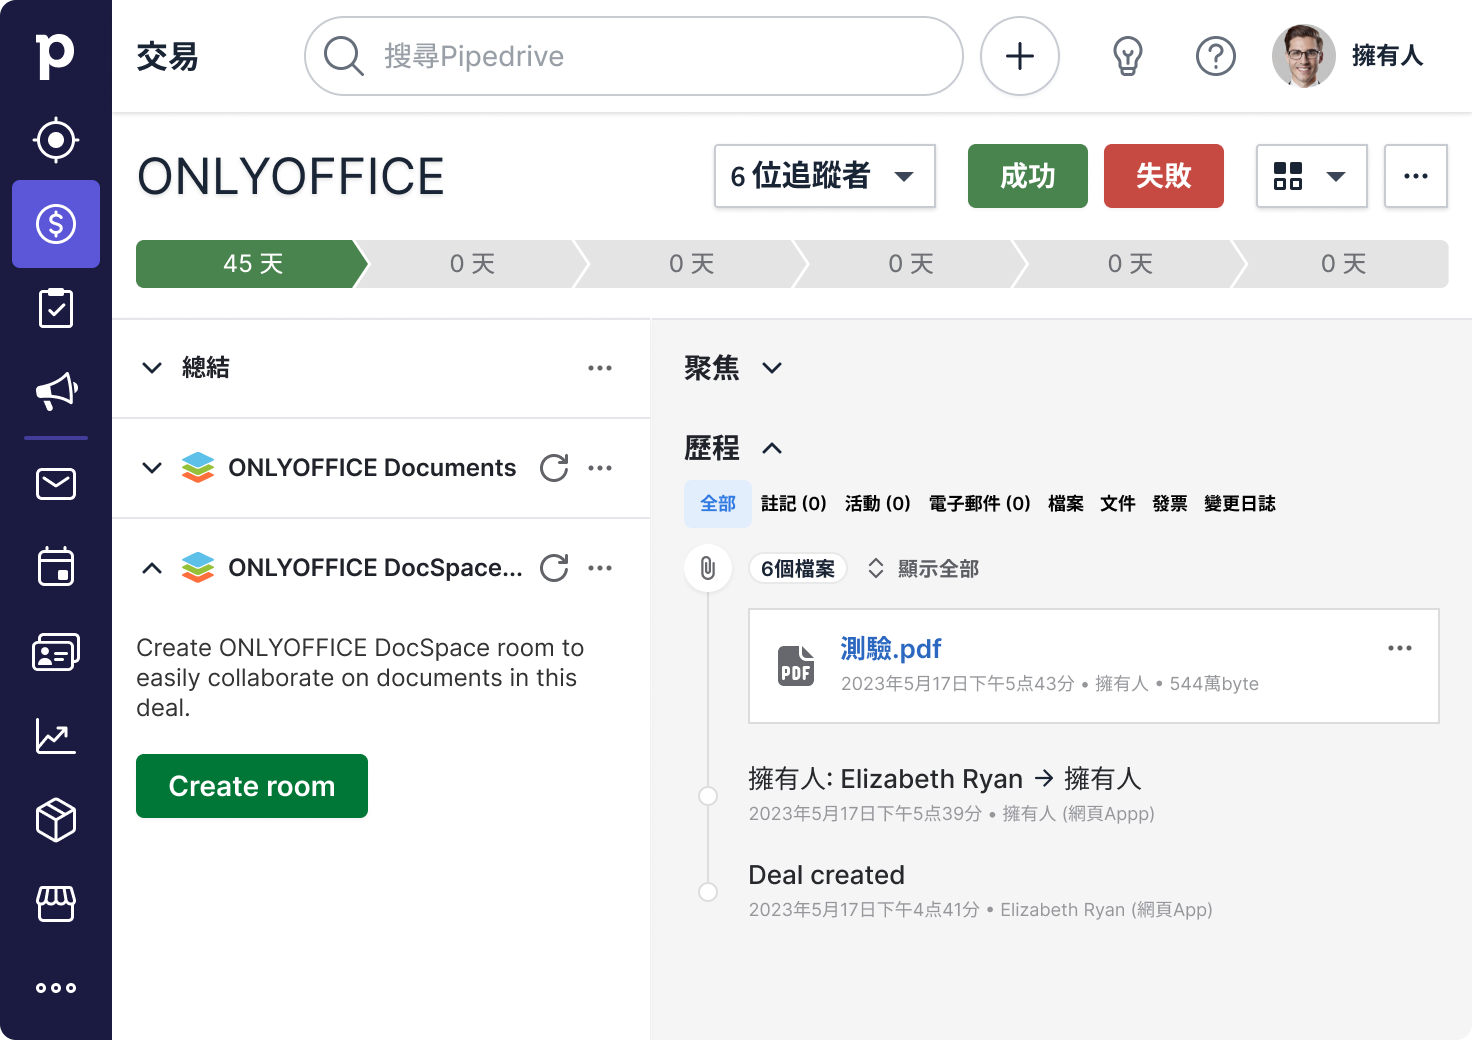 交易
搜尋Pipedrive
擁有人
ONLYOFFICE
6 位追蹤者
成功
失敗
45 天
0 天
0 天
0 天
0 天
0 天
總結
ONLYOFFICE Documents
ONLYOFFICE DocSpace...
Create ONLYOFFICE DocSpace room to
easily collaborate on documents in this
deal.
Create room
聚焦
歷程
全部 註記 (0) 活動 (0) 電子郵件 (0) 檔案 文件 發票 變更日誌
6個檔案 顯示全部
PDF
測驗.pdf
2023年5月17日下午5点43分 • 擁有人 • 544萬byte
擁有人: Elizabeth Ryan → 擁有人
2023年5月17日下午5点39分 • 擁有人 (網頁Appp)
Deal created
2023年5月17日下午4点41分 • Elizabeth Ryan (網頁App)